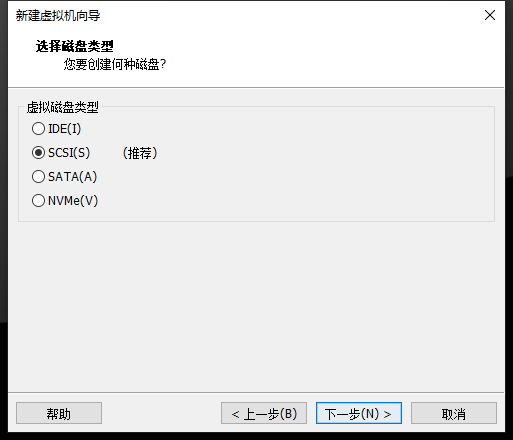 新建虚拟机向导
选择磁盘类型
您要创建何种磁盘?
虚拟磁盘类型
IDE(I)
SCSI(S) (推荐)
SATA(A)
NVMe(V)
帮助 < 上一步(B) 下一步(N) > 取消